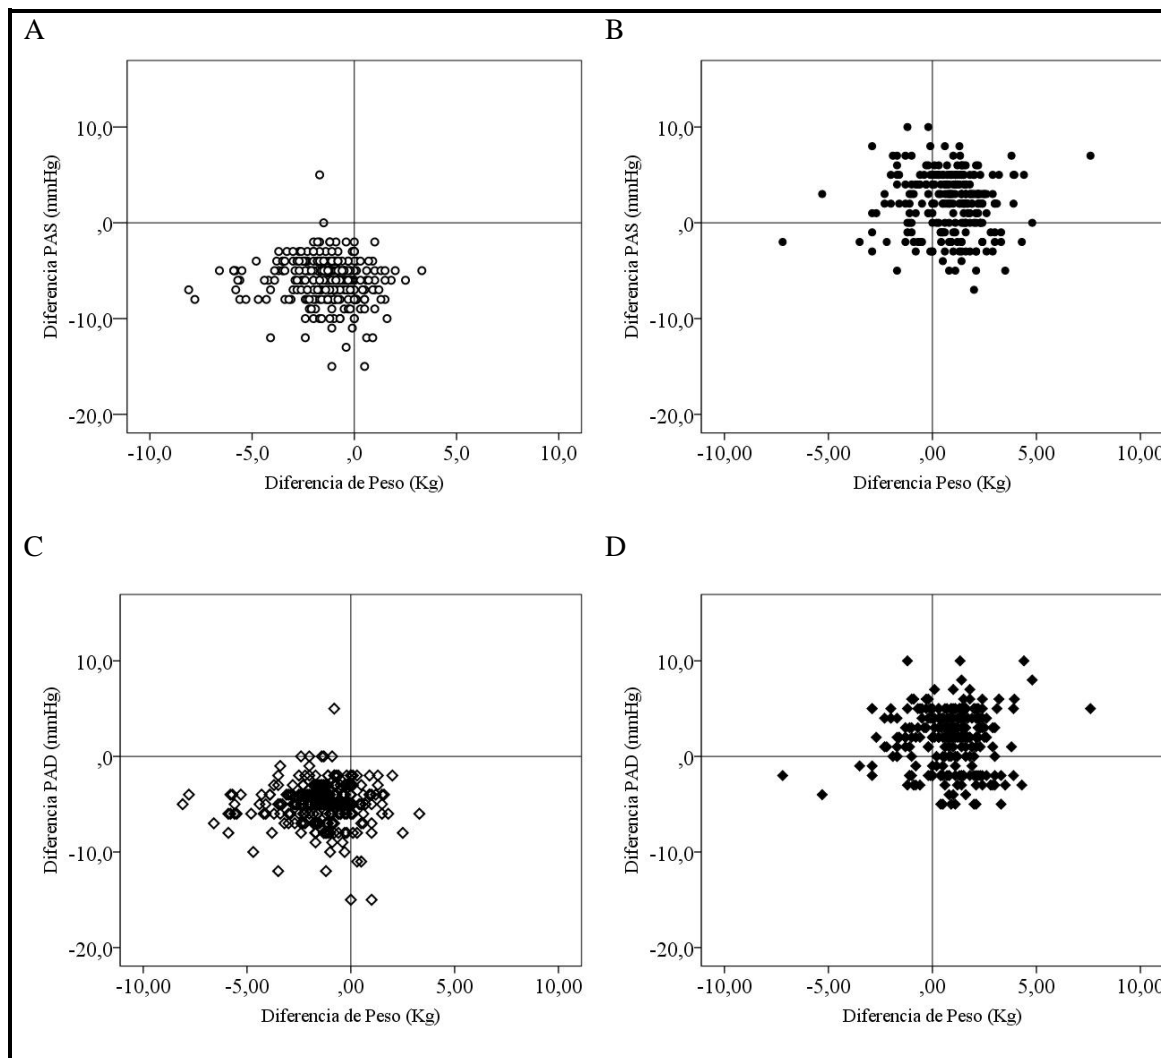 A
Diferencia PAS (mmHg)
10,0
,0
-10,0
-20,0
-10,0 -5,0 ,0 5,0 10,0
Diferencia de Peso (Kg)
B
Diferencia PAS (mmHg)
10,0
,0
-10,0
-20,0
-10,00 -5,00 ,00 5,00 10,00
Diferencia Peso (Kg)
C
Diferencia PAD (mmHg)
10,0
,0
-10,0
-20,0
-10,00 -5,00 ,00 5,00 10,00
Diferencia de Peso (Kg)
D
Diferencia PAD (mmHg)
10,0
,0
-10,0
-20,0
-10,00 -5,00 ,00 5,00 10,00
Diferencia de Peso (Kg)